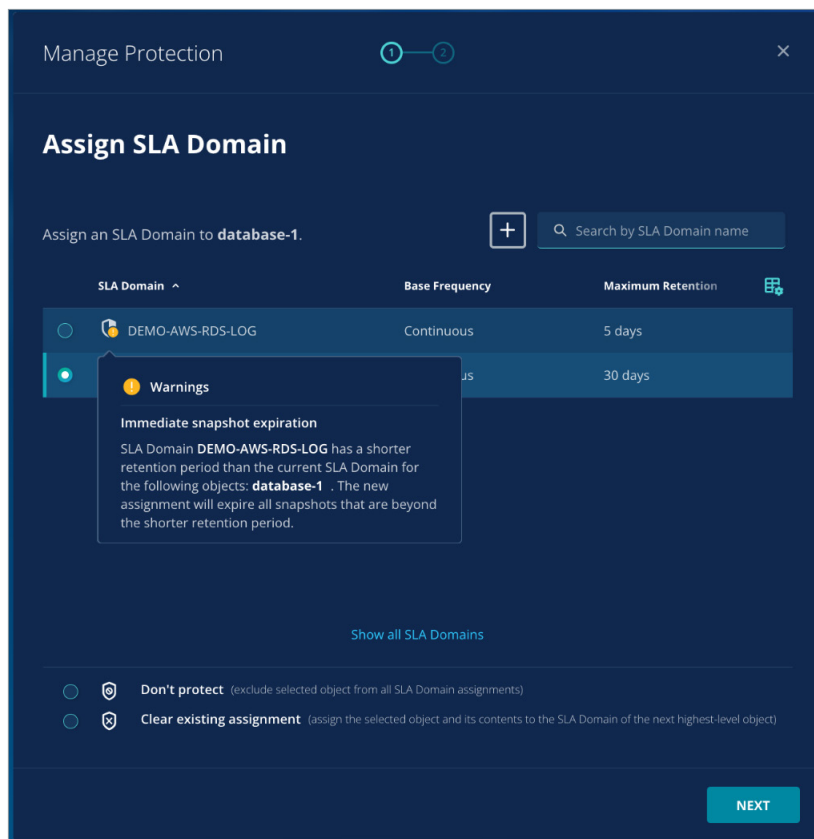 Manage Protection
1 2
Assign SLA Domain
Assign an SLA Domain to database-1.
Search by SLA Domain name
SLA Domain Base Frequency Maximum Retention
DEMO-AWS-RDS-LOG Continuous 5 days
us 30 days
Warnings
Immediate snapshot expiration
SLA Domain DEMO-AWS-RDS-LOG has a shorter
retention period than the current SLA Domain for
the following objects: database-1 . The new
assignment will expire all snapshots that are beyond
the shorter retention period.
Show all SLA Domains
Don't protect (exclude selected object from all SLA Domain assignments)
Clear existing assignment (assign the selected object and its contents to the SLA Domain of the next highest-level object)
NEXT